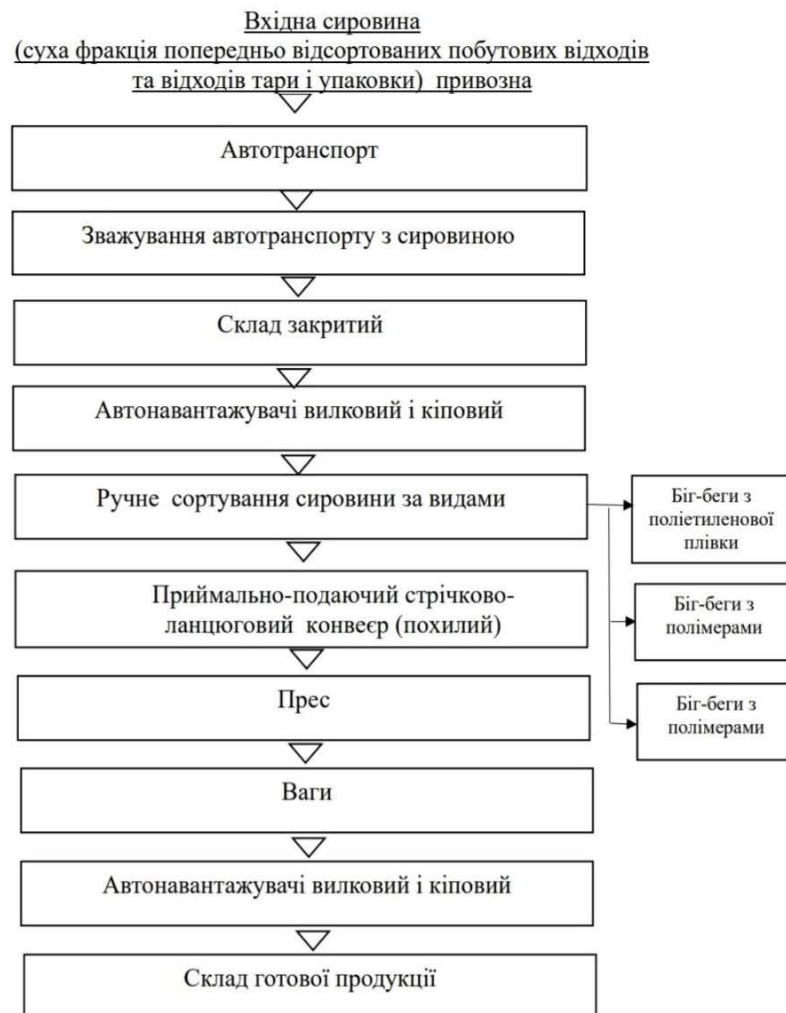 Вхідна сировина
(суха фракція попередньо відсортованих побутових відходів
та відходів тари і упаковки) привозна
Автотранспорт
Зважування автотранспорту з сировиною
Склад закритий
Автонавантажувачі вилковий і кіповий
Ручне сортування сировини за видами
Біг-беги з
поліетиленової
плівки
Приймально-подаючий стрічково-
ланцюговий конвеєр (похилий)
Біг-беги з
полімерами
Прес
Біг-беги з
полімерами
Ваги
Автонавантажувачі вилковий і кіповий
Склад готової продукції